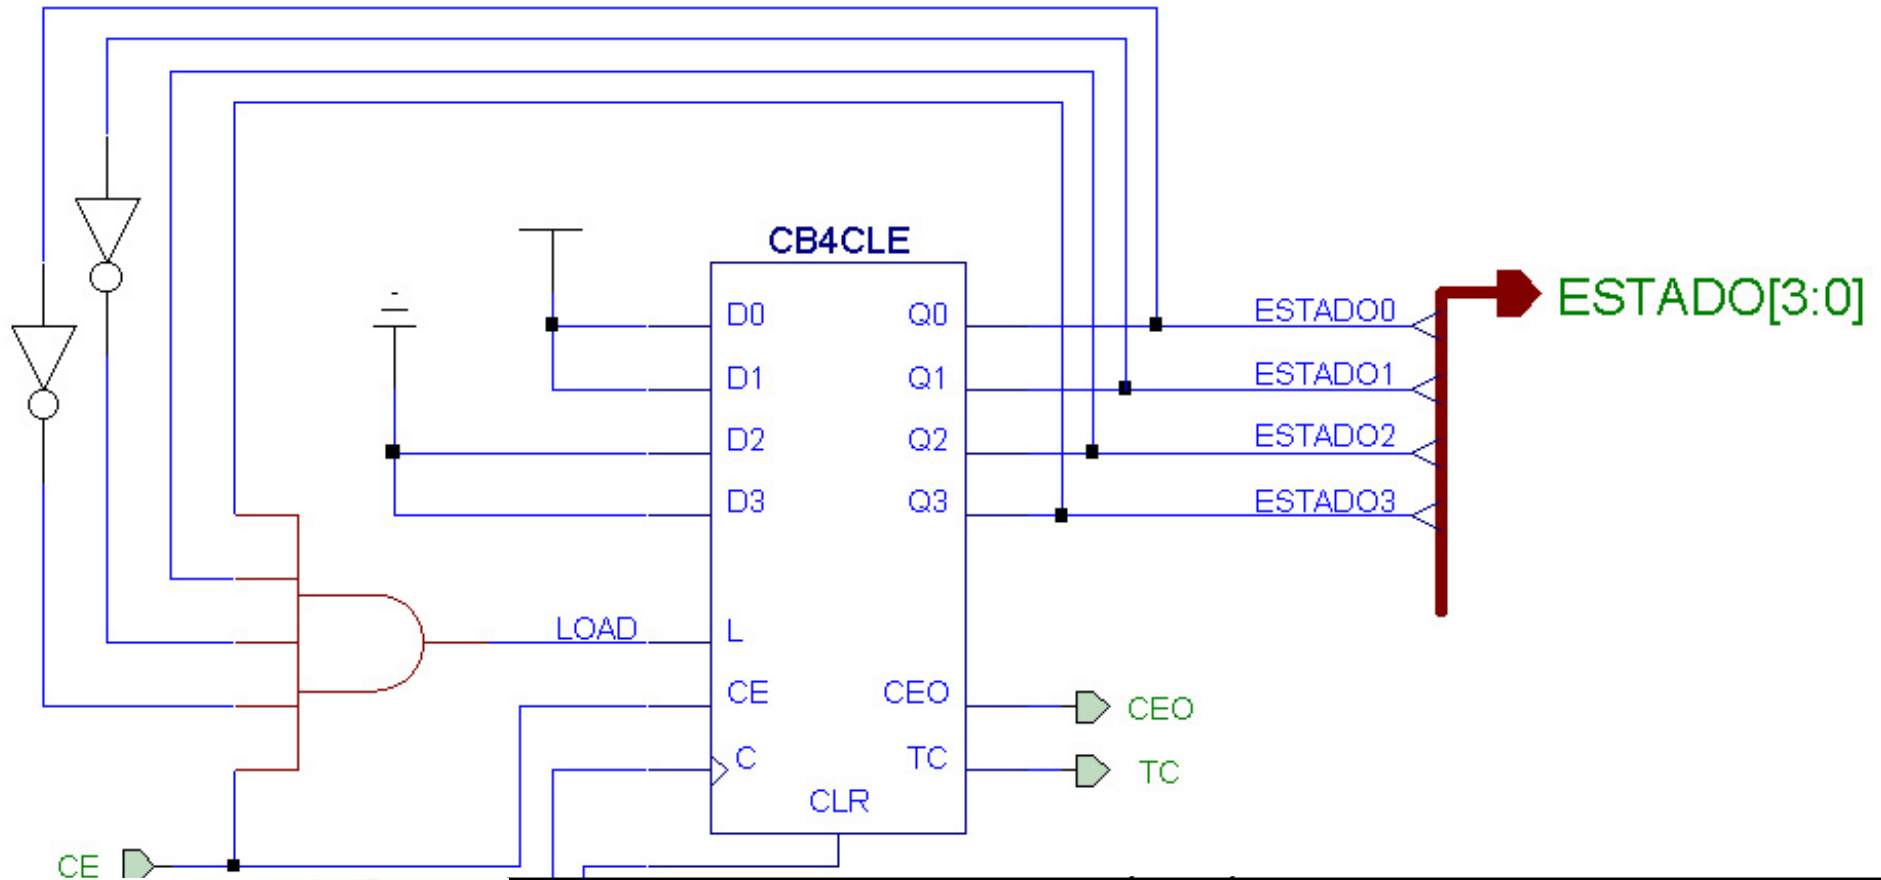 CB4CLE
D0
Q0
ESTADO0
ESTADO[3:0]
D1
Q1
ESTADO1
D2
Q2
ESTADO2
D3
Q3
ESTADO3
LOAD
L
CE
CEO
CEO
C
TC
TC
CLR
CE